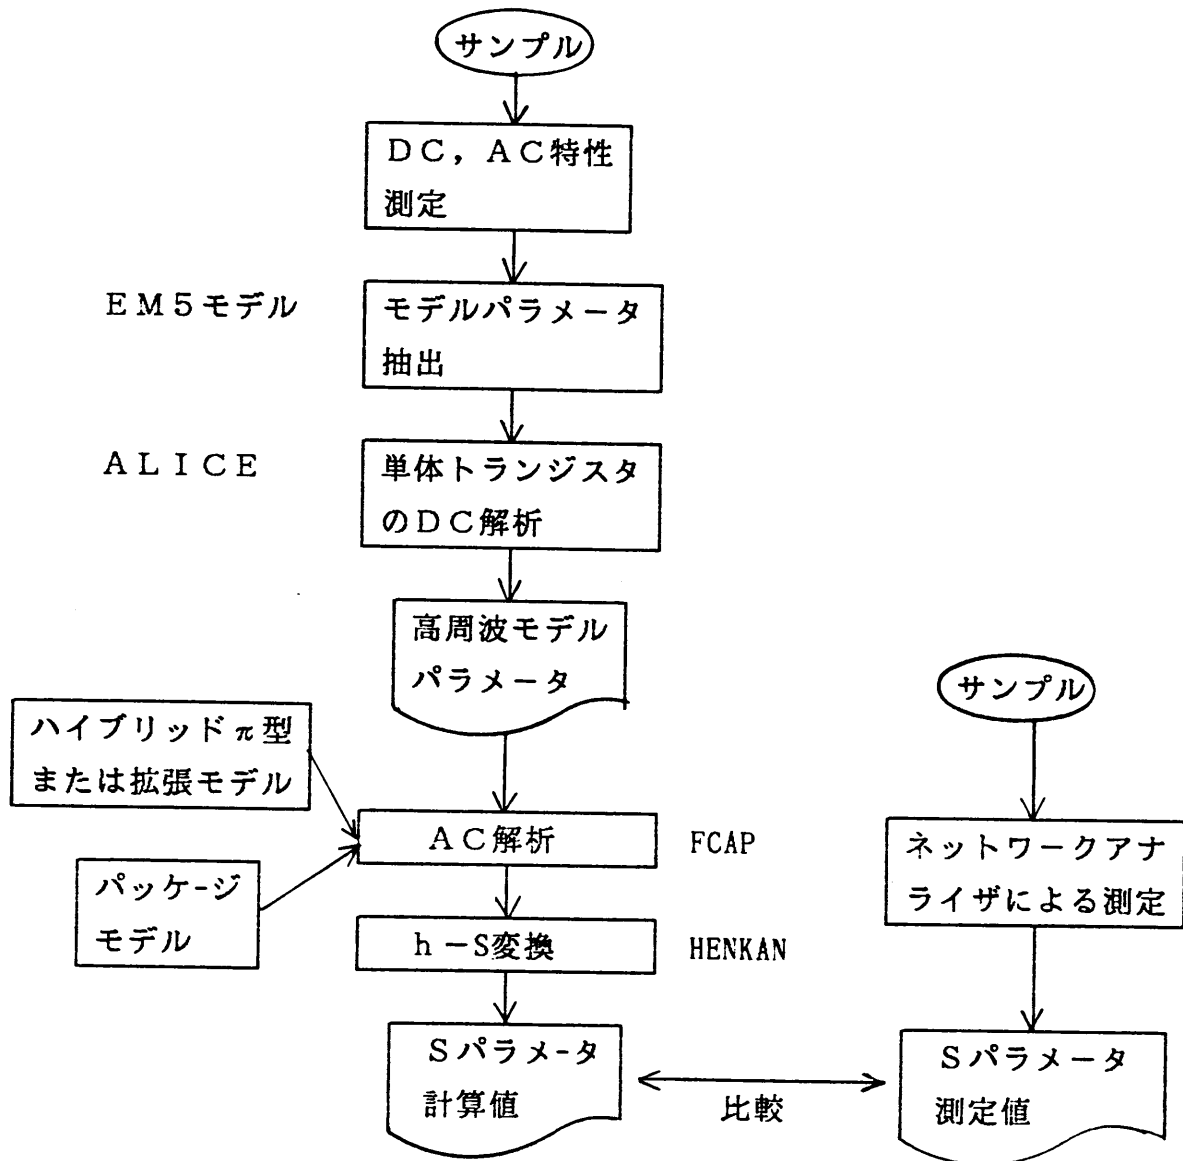 サンプル
DC，AC特性
測定
EM5モデル
モデルパラメータ
抽出
ALICE
単体トランジスタ
のDC解析
高周波モデル
パラメータ
サンプル
ハイブリッドπ型
または拡張モデル
AC解析
FCAP
ネットワークアナ
ライザによる測定
パッケージ
モデル
h－S変換
HENKAN
Sパラメータ
計算値
比較
Sパラメータ
測定値